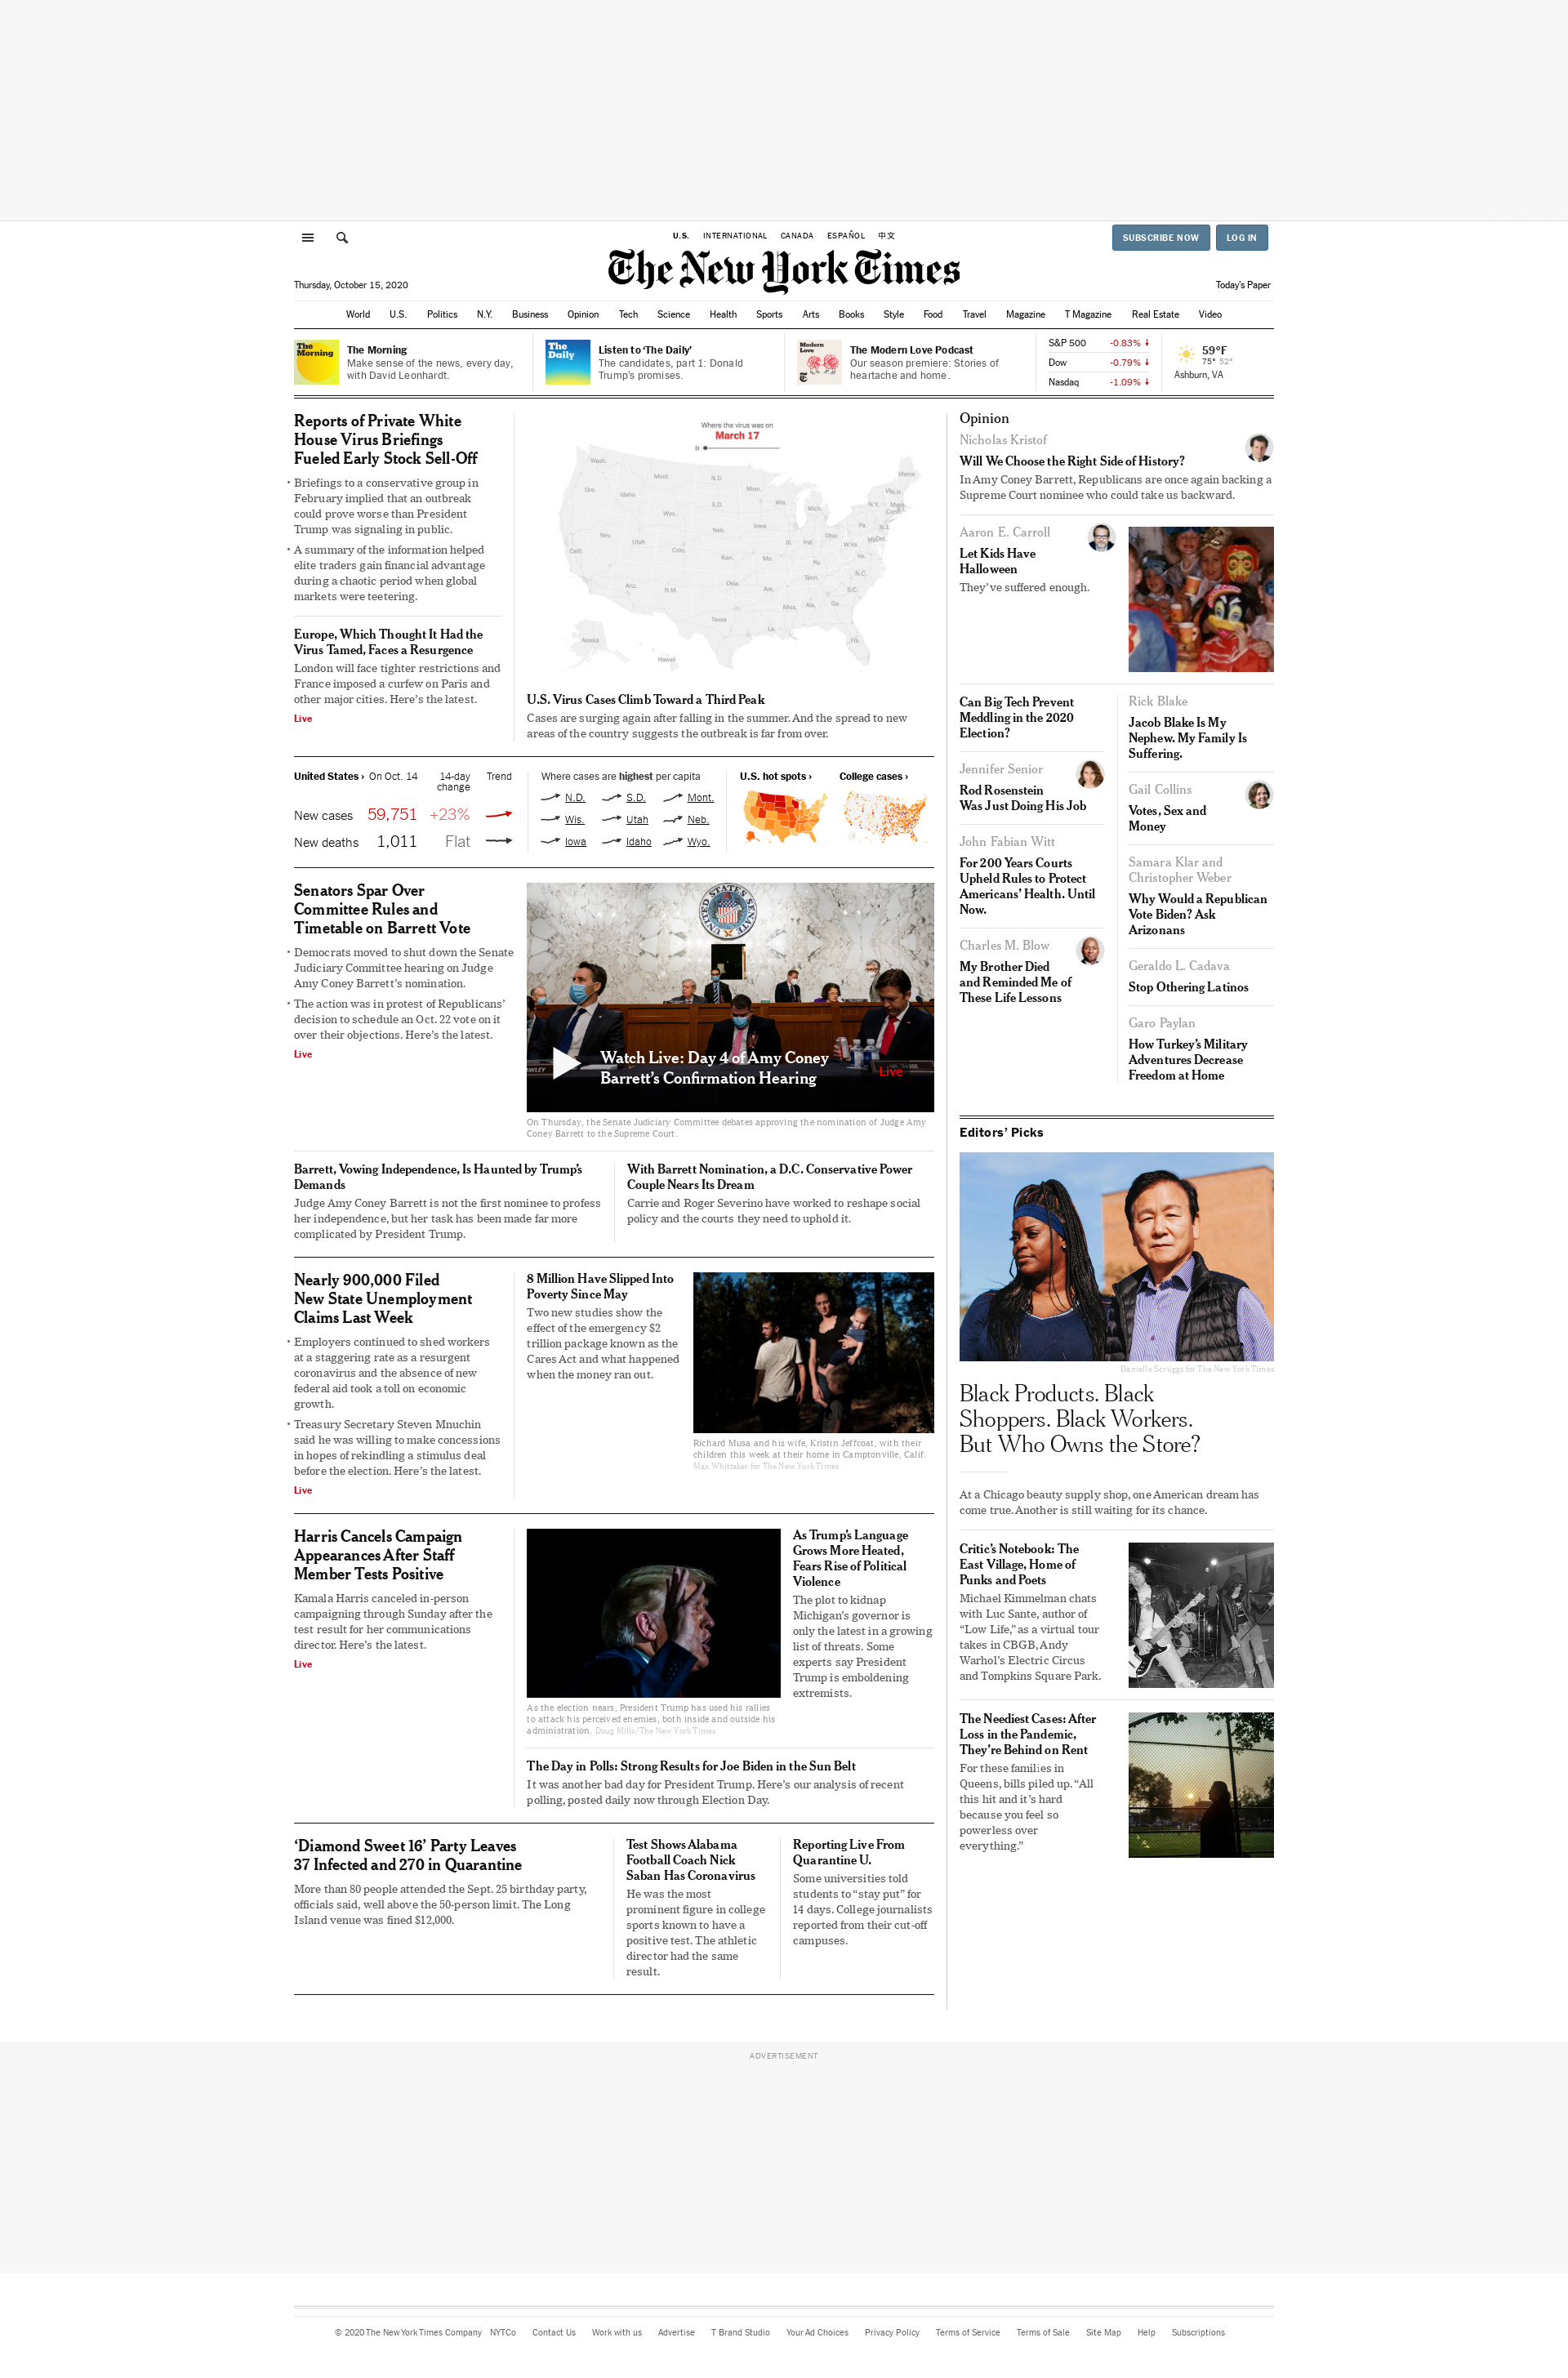 U.S. INTERNATIONAL CANADA ESPAÑOL 中文
SUBSCRIBE NOW LOG IN
The New York Times
Thursday, October 15, 2020
Today's Paper
World U.S. Politics N.Y. Business Opinion Tech Science Health Sports Arts Books Style Food Travel Magazine T Magazine Real Estate Video
The Morning
The Morning
Make sense of the news, every day,
with David Leonhardt.
The Daily
Listen to ‘The Daily’
The candidates, part 1: Donald
Trump’s promises.
Modern Love
The Modern Love Podcast
Our season premiere: Stories of
heartache and home.
S&P 500 -0.83%
Dow -0.79%
Nasdaq -1.09%
59°F
75° 52°
Ashburn, VA
Reports of Private White
House Virus Briefings
Fueled Early Stock Sell-Off
• Briefings to a conservative group in
February implied that an outbreak
could prove worse than President
Trump was signaling in public.
• A summary of the information helped
elite traders gain financial advantage
during a chaotic period when global
markets were teetering.
Europe, Which Thought It Had the
Virus Tamed, Faces a Resurgence
London will face tighter restrictions and
France imposed a curfew on Paris and
other major cities. Here’s the latest.
Live
Where the virus was on
March 17
Wash.
Mont.
N.D.
Maine
Ore.
Idaho
S.D.
Wis.
Wyo.
Mich.
N.Y.
Iowa
Neb.
Nev.
Utah
Colo.
Ill.
Ind.
Ohio
Pa.
N.J.
Calif.
Kan.
Mo.
W.Va.
Va.
Ky.
Ariz.
N.M.
Okla.
Ark.
Tenn.
N.C.
S.C.
Miss.
Ala.
Ga.
Texas
La.
Fla.
Alaska
Hawaii
U.S. Virus Cases Climb Toward a Third Peak
Cases are surging again after falling in the summer. And the spread to new
areas of the country suggests the outbreak is far from over.
United States › On Oct. 14 14-day change Trend
New cases 59,751 +23%
New deaths 1,011 Flat
Where cases are highest per capita
N.D. S.D. Mont.
Wis. Utah Neb.
Iowa Idaho Wyo.
U.S. hot spots › College cases ›
Senators Spar Over
Committee Rules and
Timetable on Barrett Vote
• Democrats moved to shut down the Senate
Judiciary Committee hearing on Judge
Amy Coney Barrett’s nomination.
• The action was in protest of Republicans’
decision to schedule an Oct. 22 vote on it
over their objections. Here’s the latest.
Live
UNITED STATES SENATE
Watch Live: Day 4 of Amy Coney
Barrett’s Confirmation Hearing
Live
On Thursday, the Senate Judiciary Committee debates approving the nomination of Judge Amy
Coney Barrett to the Supreme Court.
Barrett, Vowing Independence, Is Haunted by Trump’s
Demands
Judge Amy Coney Barrett is not the first nominee to profess
her independence, but her task has been made far more
complicated by President Trump.
With Barrett Nomination, a D.C. Conservative Power
Couple Nears Its Dream
Carrie and Roger Severino have worked to reshape social
policy and the courts they need to uphold it.
Nearly 900,000 Filed
New State Unemployment
Claims Last Week
• Employers continued to shed workers
at a staggering rate as a resurgent
coronavirus and the absence of new
federal aid took a toll on economic
growth.
• Treasury Secretary Steven Mnuchin
said he was willing to make concessions
in hopes of rekindling a stimulus deal
before the election. Here’s the latest.
Live
8 Million Have Slipped Into
Poverty Since May
Two new studies show the
effect of the emergency $2
trillion package known as the
Cares Act and what happened
when the money ran out.
Richard Musa and his wife, Kristin Jeffcoat, with their
children this week at their home in Camptonville, Calif.
Max Whittaker for The New York Times
Harris Cancels Campaign
Appearances After Staff
Member Tests Positive
Kamala Harris canceled in-person
campaigning through Sunday after the
test result for her communications
director. Here’s the latest.
Live
As the election nears, President Trump has used his rallies
to attack his perceived enemies, both inside and outside his
administration. Doug Mills/The New York Times
As Trump’s Language
Grows More Heated,
Fears Rise of Political
Violence
The plot to kidnap
Michigan’s governor is
only the latest in a growing
list of threats. Some
experts say President
Trump is emboldening
extremists.
The Day in Polls: Strong Results for Joe Biden in the Sun Belt
It was another bad day for President Trump. Here’s our analysis of recent
polling, posted daily now through Election Day.
‘Diamond Sweet 16’ Party Leaves
37 Infected and 270 in Quarantine
More than 80 people attended the Sept. 25 birthday party,
officials said, well above the 50-person limit. The Long
Island venue was fined $12,000.
Test Shows Alabama
Football Coach Nick
Saban Has Coronavirus
He was the most
prominent figure in college
sports known to have a
positive test. The athletic
director had the same
result.
Reporting Live From
Quarantine U.
Some universities told
students to “stay put” for
14 days. College journalists
reported from their cut-off
campuses.
Opinion
Nicholas Kristof
Will We Choose the Right Side of History?
In Amy Coney Barrett, Republicans are once again backing a
Supreme Court nominee who could take us backward.
Aaron E. Carroll
Let Kids Have
Halloween
They’ve suffered enough.
Can Big Tech Prevent
Meddling in the 2020
Election?
Jennifer Senior
Rod Rosenstein
Was Just Doing His Job
John Fabian Witt
For 200 Years Courts
Upheld Rules to Protect
Americans’ Health. Until
Now.
Charles M. Blow
My Brother Died
and Reminded Me of
These Life Lessons
Rick Blake
Jacob Blake Is My
Nephew. My Family Is
Suffering.
Gail Collins
Votes, Sex and
Money
Samara Klar and
Christopher Weber
Why Would a Republican
Vote Biden? Ask
Arizonans
Geraldo L. Cadava
Stop Othering Latinos
Garo Paylan
How Turkey’s Military
Adventures Decrease
Freedom at Home
Editors’ Picks
Danielle Scruggs for The New York Times
Black Products. Black
Shoppers. Black Workers.
But Who Owns the Store?
At a Chicago beauty supply shop, one American dream has
come true. Another is still waiting for its chance.
Critic’s Notebook: The
East Village, Home of
Punks and Poets
Michael Kimmelman chats
with Luc Sante, author of
“Low Life,” as a virtual tour
takes in CBGB, Andy
Warhol’s Electric Circus
and Tompkins Square Park.
The Neediest Cases: After
Loss in the Pandemic,
They’re Behind on Rent
For these families in
Queens, bills piled up. “All
this hit and it’s hard
because you feel so
powerless over
everything.”
ADVERTISEMENT
© 2020 The New York Times Company NYTCo Contact Us Work with us Advertise T Brand Studio Your Ad Choices Privacy Policy Terms of Service Terms of Sale Site Map Help Subscriptions